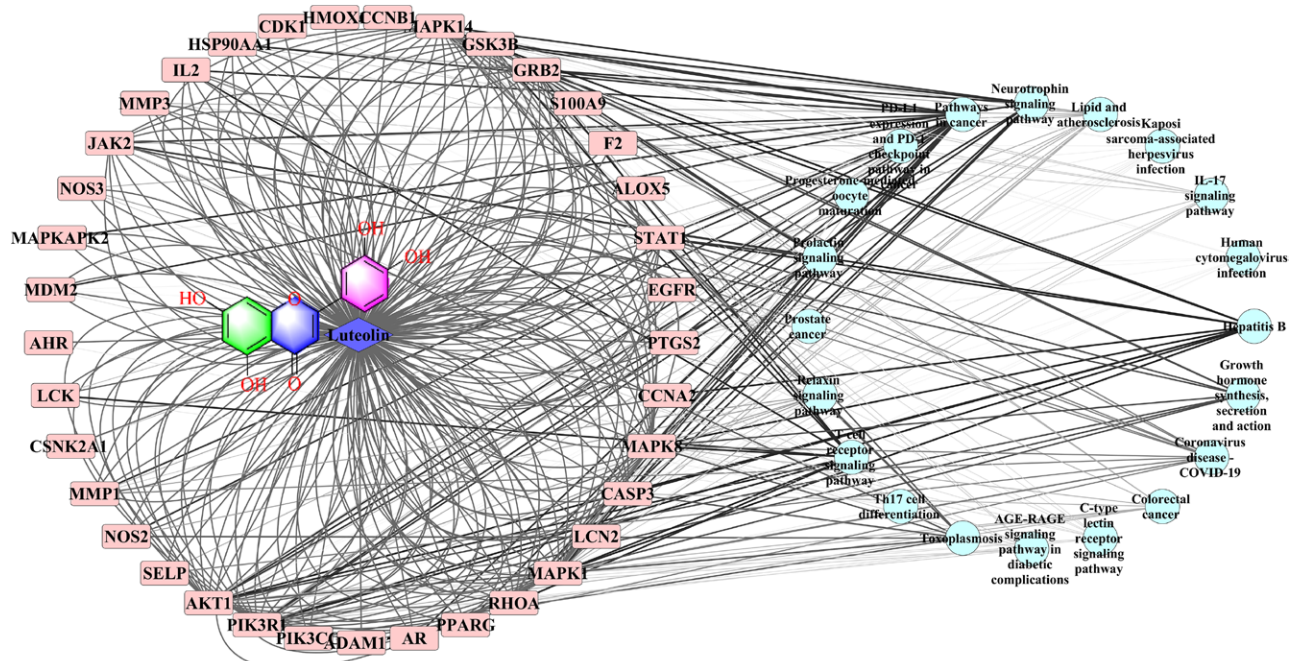 HMOX1
CCNB1
CDK1
MAPK14
HSP90AA1
GSK3B
IL2
GRB2
MMP3
S100A9
JAK2
F2
NOS3
ALOX5
MAPKAPK2
STAT1
MDM2
EGFR
AHR
PTGS2
LCK
CCNA2
CSNK2A1
MAPK8
MMP1
CASP3
NOS2
LCN2
SELP
MAPK1
AKT1
RHOA
PIK3R1
PPARG
PIK3CG
ADAM1
AR
OH
OH
HO
O
Luteolin
OH
O
Neurotrophin
signaling
pathway
Lipid and
atherosclerosis
Pathways
in cancer
PD-L1
expression
and PD-1
checkpoint
pathway in
cancer
Kaposi
sarcoma-associated
herpesvirus
infection
Progesterone-mediated
oocyte
maturation
IL-17
signaling
pathway
Prolactin
signaling
pathway
Human
cytomegalovirus
infection
Prostate
cancer
Hepatitis B
Relaxin
signaling
pathway
Growth
hormone
synthesis,
secretion
and action
T cell
receptor
signaling
pathway
Coronavirus
disease -
COVID-19
Th17 cell
differentiation
Colorectal
cancer
Toxoplasmosis
AGE-RAGE
signaling
pathway in
diabetic
complications
C-type
lectin
receptor
signaling
pathway